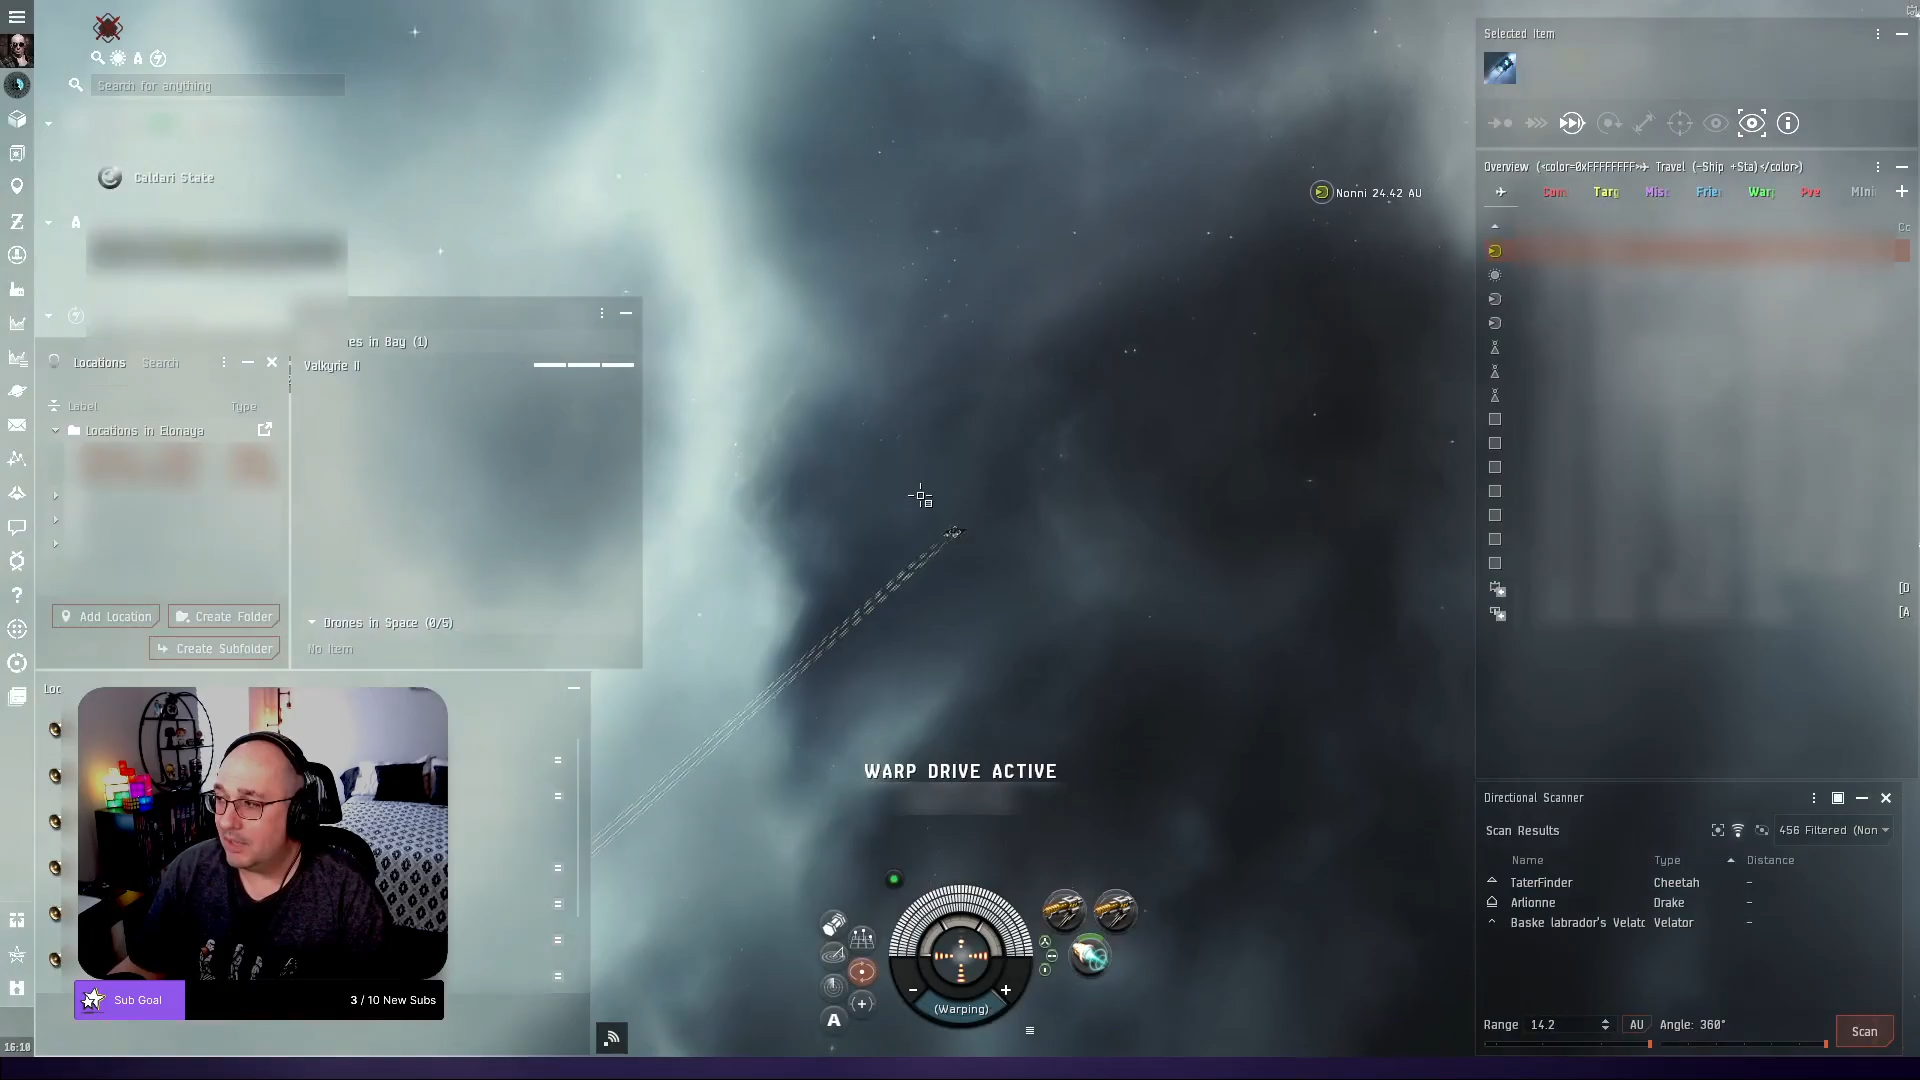 Search for anything
Caldari State
A
es in Bay (1)
Valkyrie II
Locations
Search
Label
Type
Locations in Elonaya
Add Location
Create Folder
Create Subfolder
Drones in Space (0/5)
No Item
Loc
Sub Goal
3 / 10 New Subs
16:10
Nonni 24.42 AU
WARP DRIVE ACTIVE
(Warping)
A
Selected Item
Overview (<color=0xFFFFFFFF>✈ Travel (-Ship +Sta)</color>)
Com
Targ
Misc
Frie
Warp
Pve
Mini
Directional Scanner
Scan Results
456 Filtered (Non
Name
Type
Distance
TaterFinder
Cheetah
–
Arlionne
Drake
–
Baske labrador's Velato
Velator
–
Range
14.2
AU
Angle: 360°
Scan